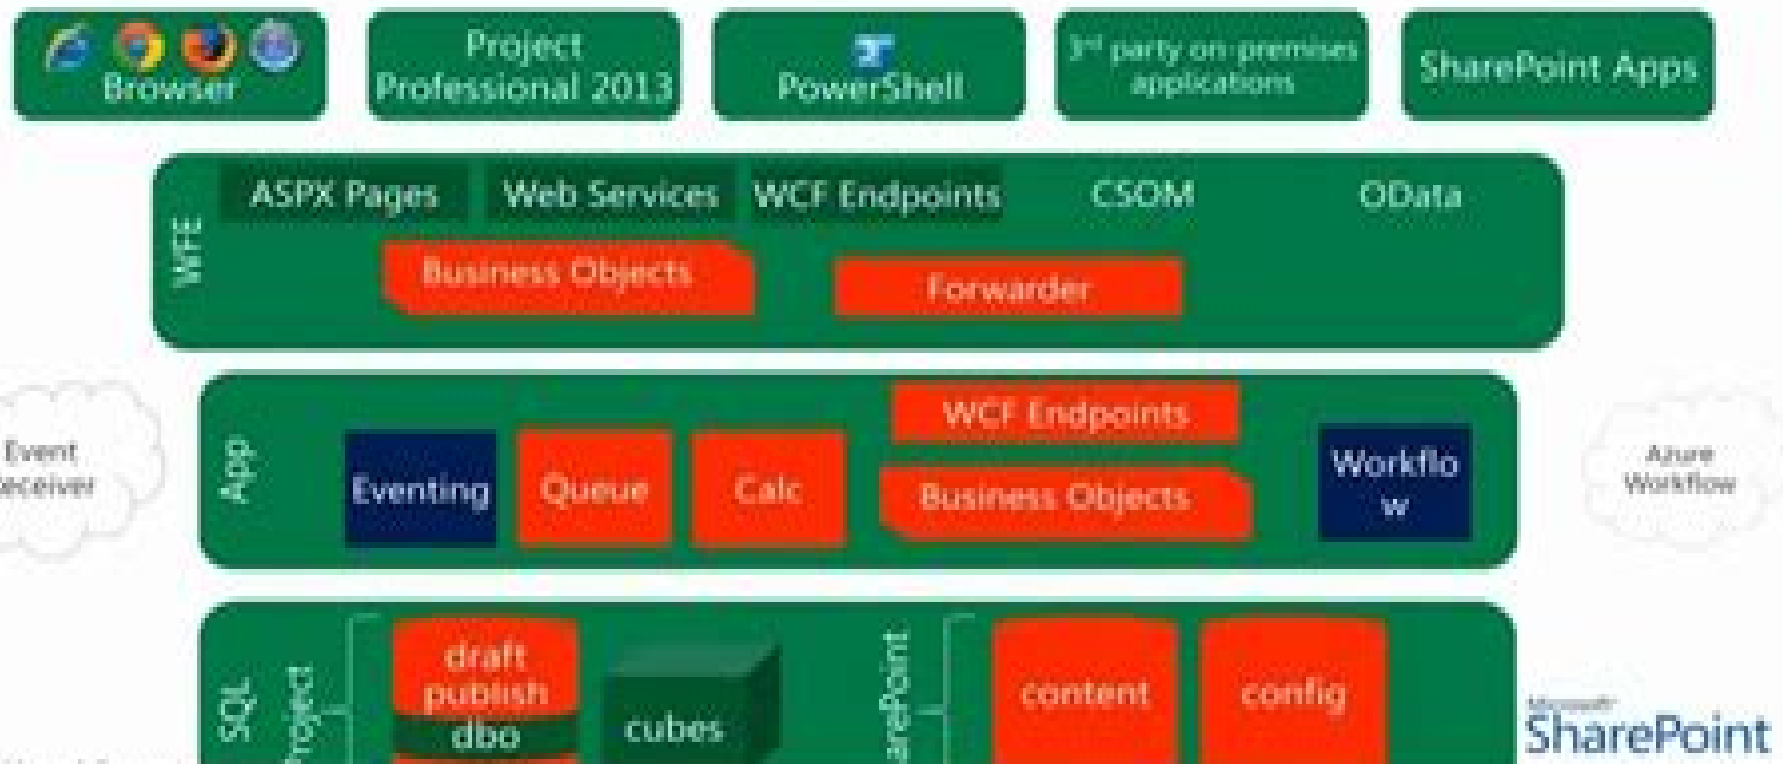 Browser
Project
Professional 2013
PowerShell
3rd party on-premises
applications
SharePoint Apps
WFE
ASPX Pages
Web Services
WCF Endpoints
CSOM
OData
Business Objects
Forwarder
Event
eceiver
App
Eventing
Queue
Calc
WCF Endpoints
Business Objects
Workflo
w
Azure
Workflow
SQL
Project
draft
publish
dbo
cubes
arePoint
content
config
Microsoft
SharePoint